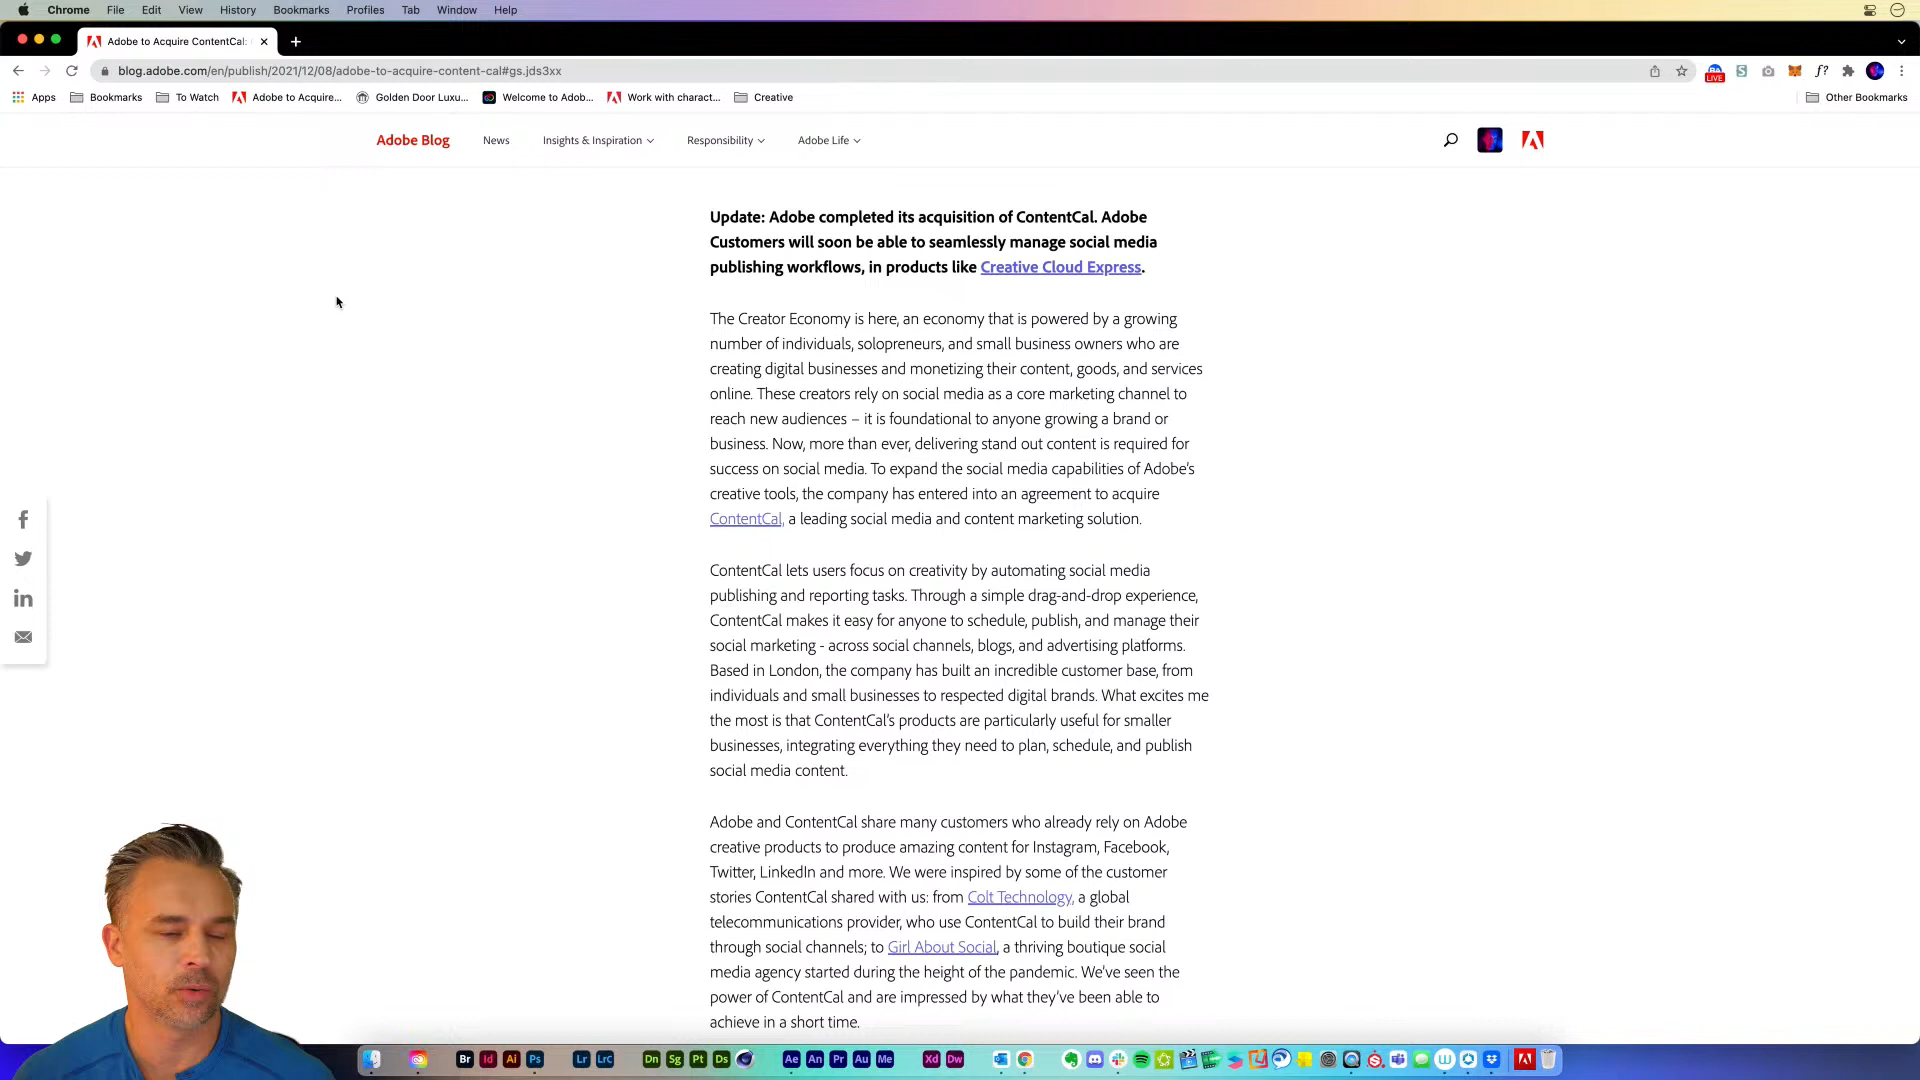 Chrome File Edit View History Bookmarks Profiles Tab Window Help
Adobe to Acquire ContentCal:
blog.adobe.com/en/publish/2021/12/08/adobe-to-acquire-content-cal#gs.jds3xx
LIVE
f?
Apps Bookmarks To Watch Adobe to Acquire... Golden Door Luxu... Welcome to Adob... Work with charact... Creative Other Bookmarks
Adobe Blog News Insights & Inspiration Responsibility Adobe Life
Update: Adobe completed its acquisition of ContentCal. Adobe
Customers will soon be able to seamlessly manage social media
publishing workflows, in products like Creative Cloud Express.
The Creator Economy is here, an economy that is powered by a growing
number of individuals, solopreneurs, and small business owners who are
creating digital businesses and monetizing their content, goods, and services
online. These creators rely on social media as a core marketing channel to
reach new audiences – it is foundational to anyone growing a brand or
business. Now, more than ever, delivering stand out content is required for
success on social media. To expand the social media capabilities of Adobe's
creative tools, the company has entered into an agreement to acquire
ContentCal, a leading social media and content marketing solution.
ContentCal lets users focus on creativity by automating social media
publishing and reporting tasks. Through a simple drag-and-drop experience,
ContentCal makes it easy for anyone to schedule, publish, and manage their
social marketing - across social channels, blogs, and advertising platforms.
Based in London, the company has built an incredible customer base, from
individuals and small businesses to respected digital brands. What excites me
the most is that ContentCal's products are particularly useful for smaller
businesses, integrating everything they need to plan, schedule, and publish
social media content.
Adobe and ContentCal share many customers who already rely on Adobe
creative products to produce amazing content for Instagram, Facebook,
Twitter, LinkedIn and more. We were inspired by some of the customer
stories ContentCal shared with us: from Colt Technology, a global
telecommunications provider, who use ContentCal to build their brand
through social channels; to Girl About Social, a thriving boutique social
media agency started during the height of the pandemic. We've seen the
power of ContentCal and are impressed by what they've been able to
achieve in a short time.
Br Id Ai Ps Lr LrC Dn Sg Pt Ds Ae An Pr Au Me Xd Dw